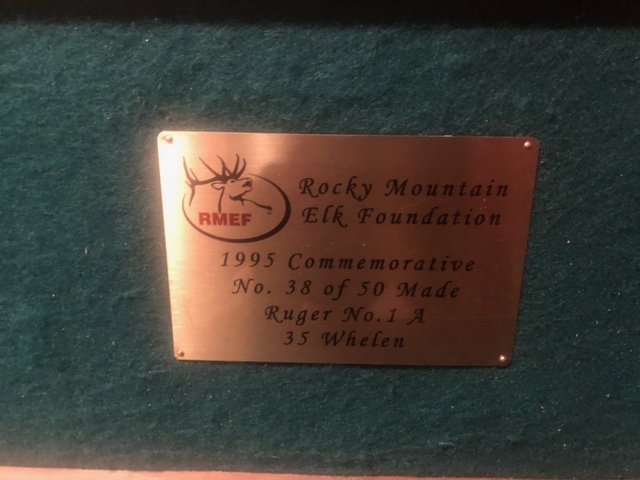 RMEF
Rocky Mountain
Elk Foundation
1995 Commemorative
No. 38 of 50 Made
Ruger No.1 A
35 Whelen